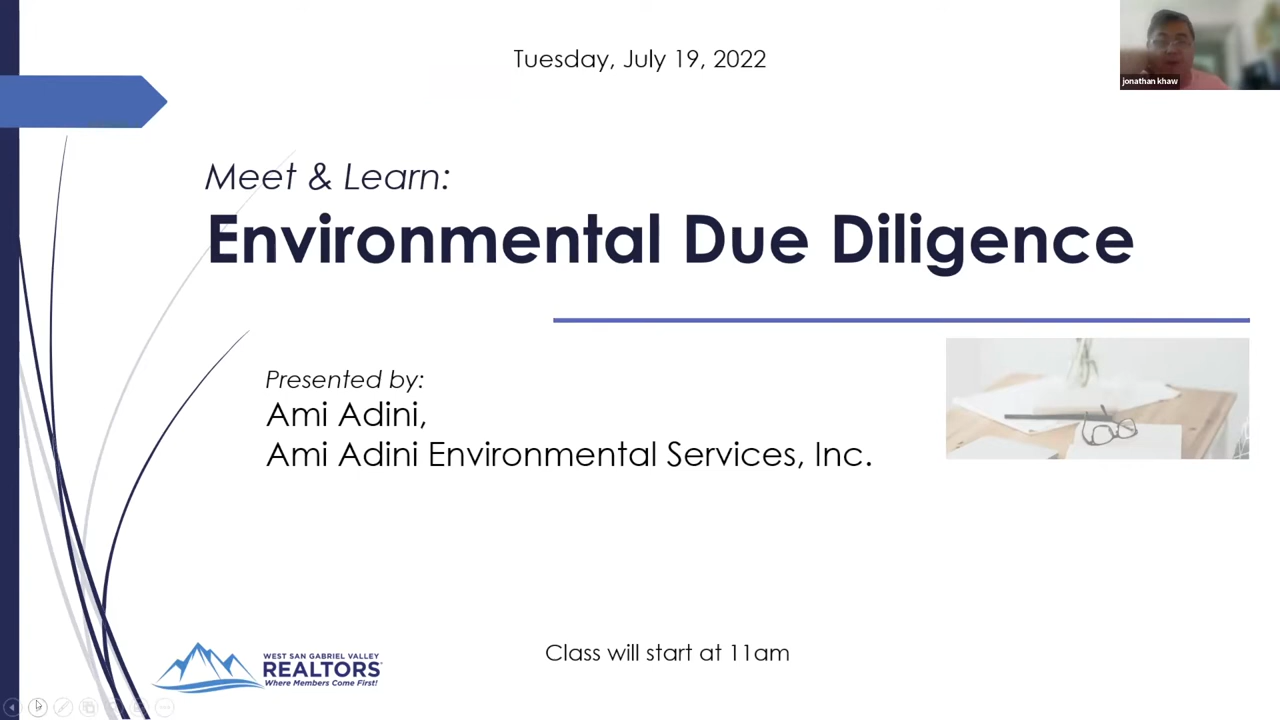 Tuesday, July 19, 2022
jonathan khaw
Meet & Learn:
Environmental Due Diligence
Presented by:
Ami Adini,
Ami Adini Environmental Services, Inc.
WEST SAN GABRIEL VALLEY
REALTORS
Where Members Come First!
Class will start at 11am